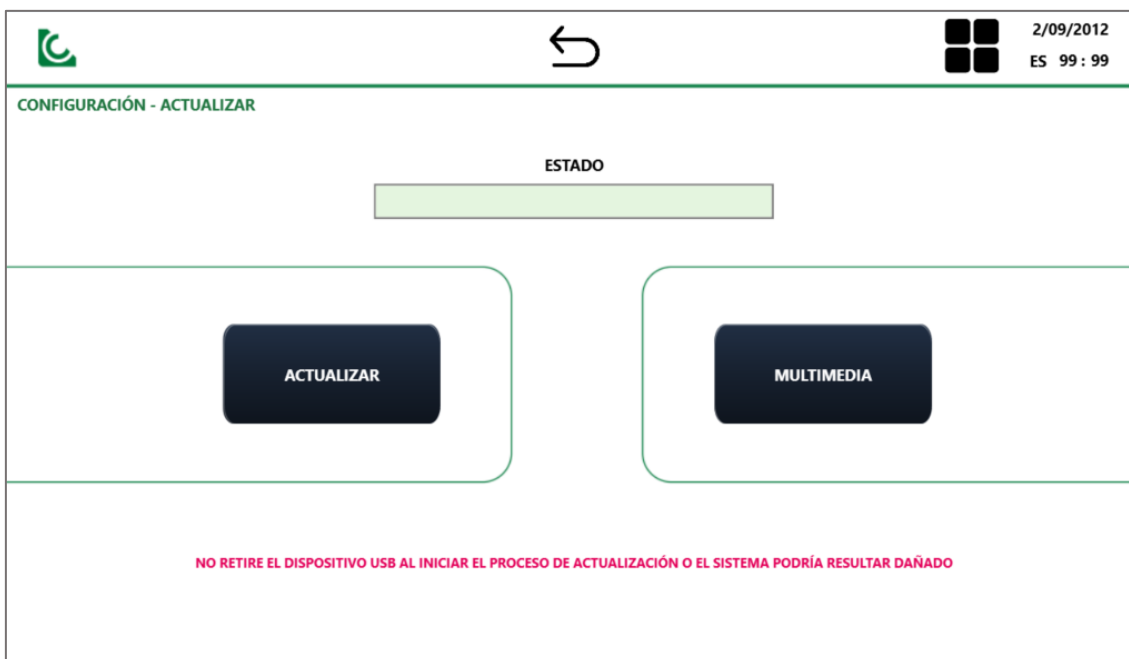 2/09/2012
ES 99 : 99
CONFIGURACIÓN - ACTUALIZAR
ESTADO
ACTUALIZAR
MULTIMEDIA
NO RETIRE EL DISPOSITIVO USB AL INICIAR EL PROCESO DE ACTUALIZACIÓN O EL SISTEMA PODRÍA RESULTAR DAÑADO